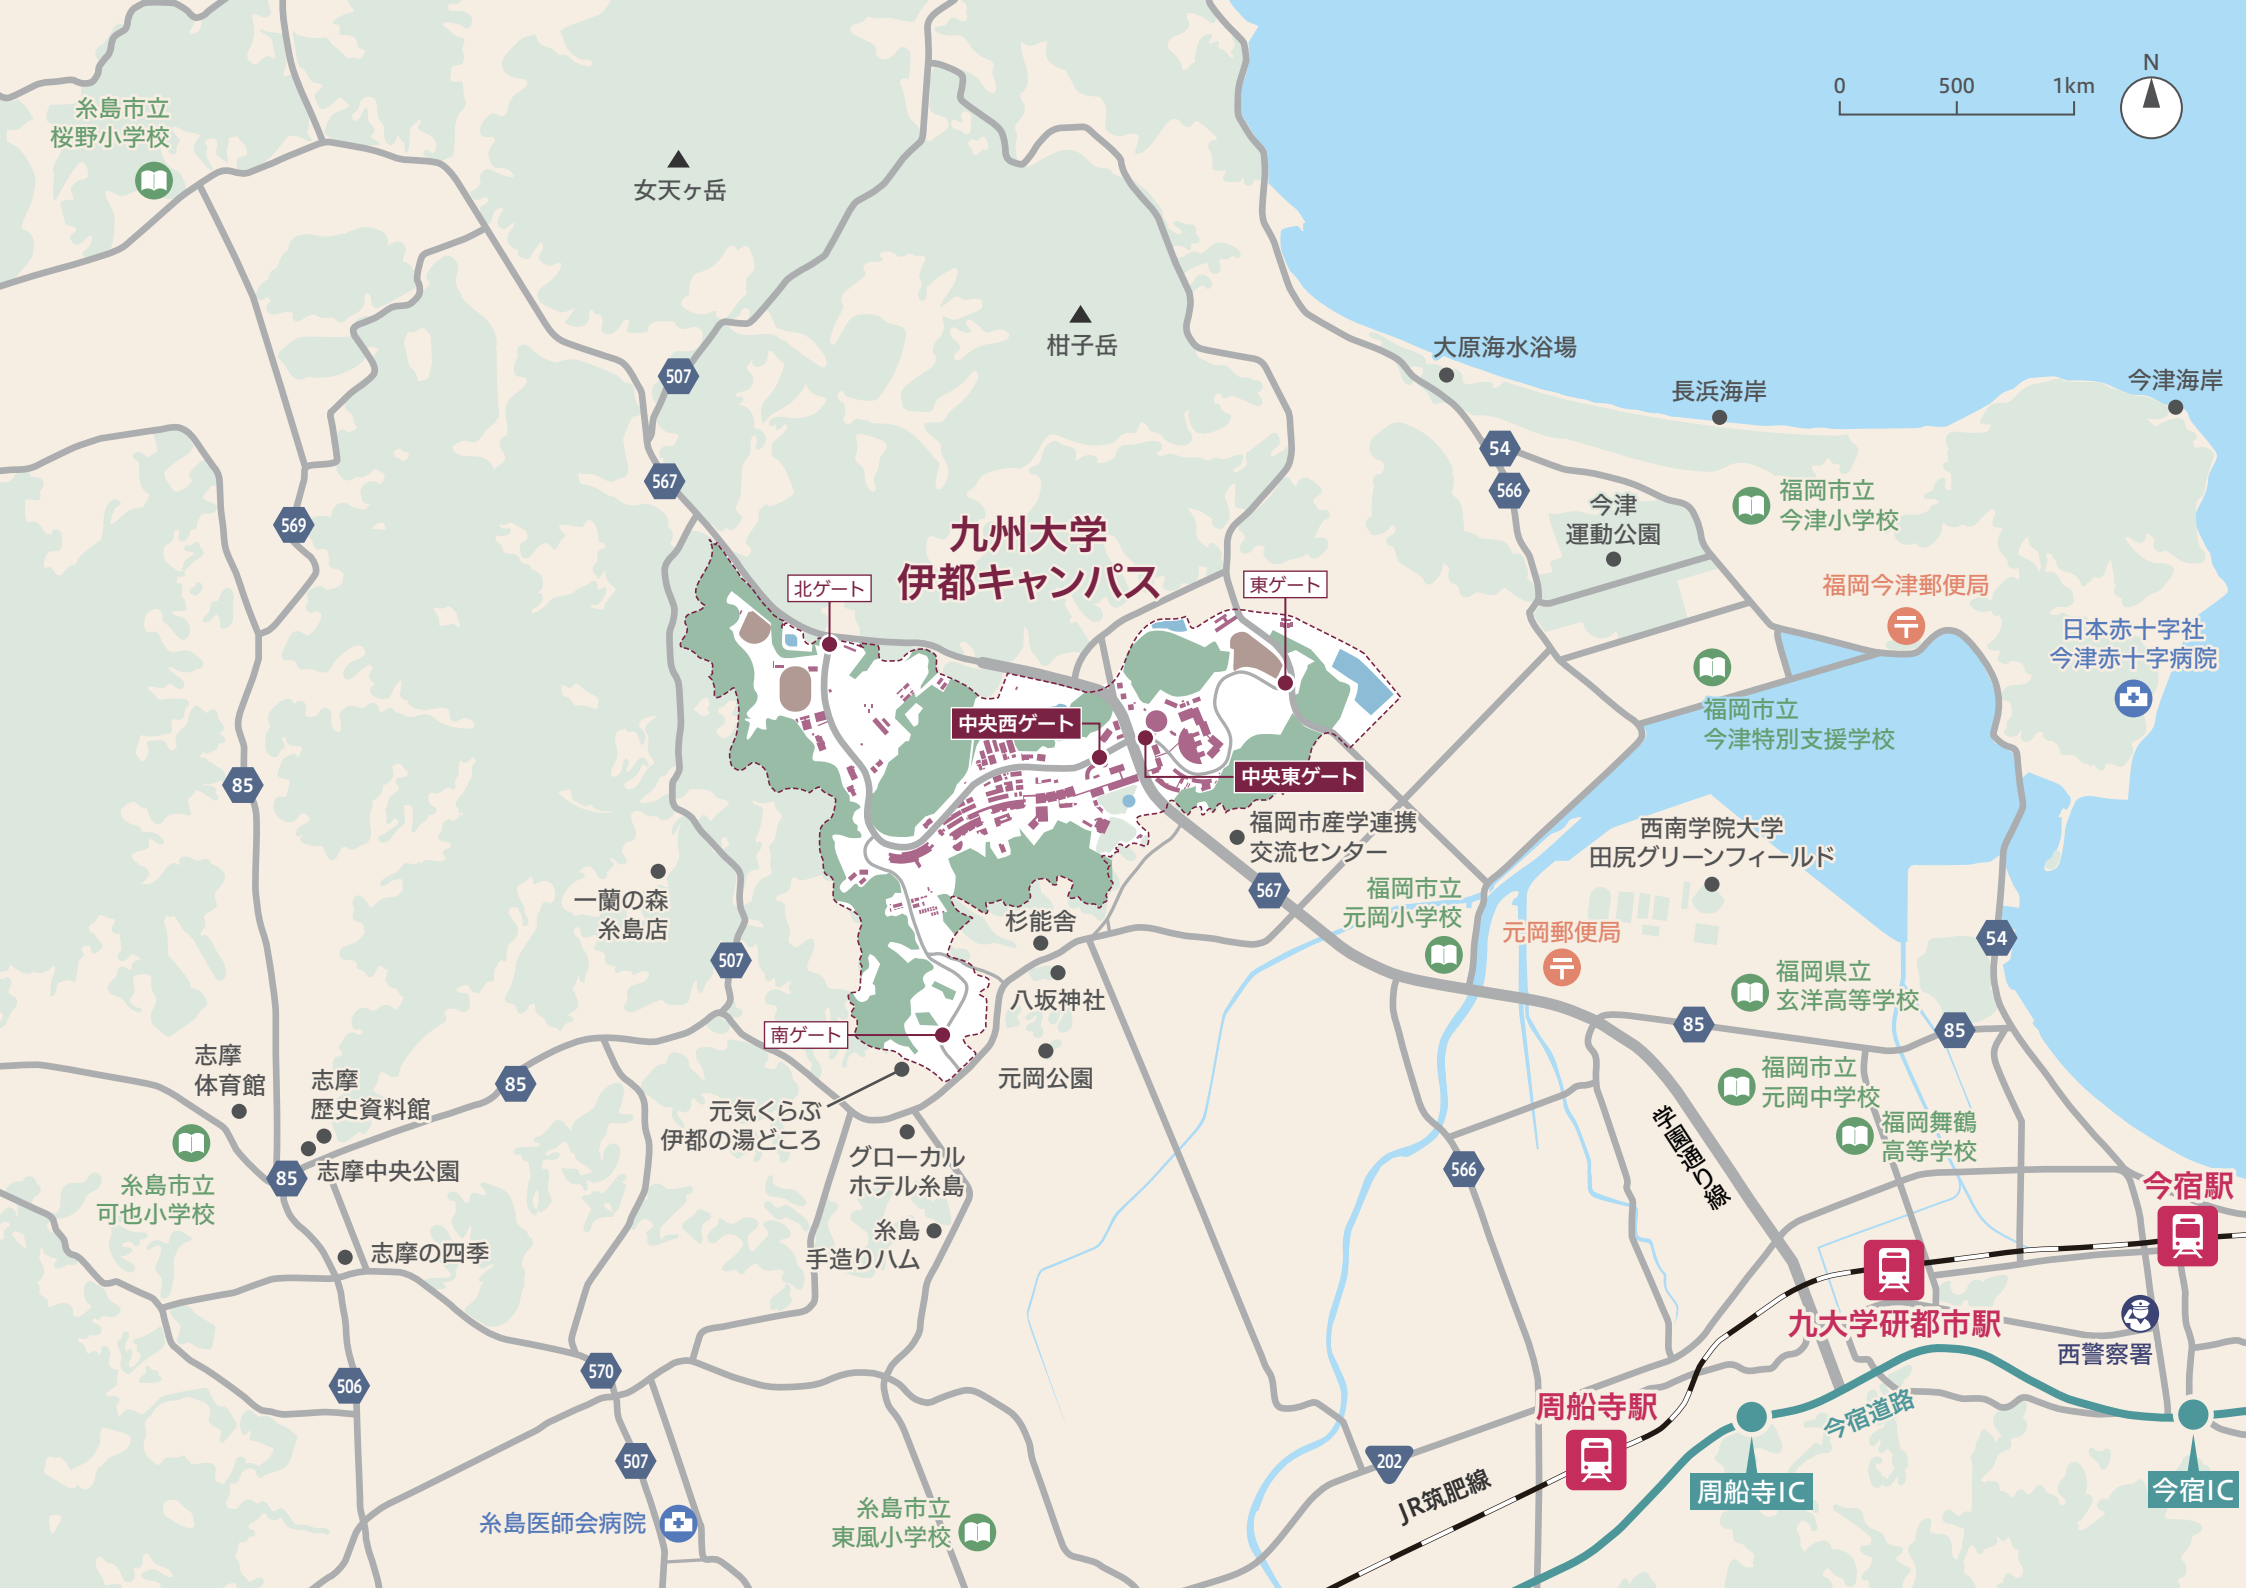 0 500 1km
N
糸島市立
桜野小学校
女天ヶ岳
柑子岳
507
大原海水浴場
長浜海岸
今津海岸
54
567
566
福岡市立
今津小学校
今津
運動公園
569
九州大学
伊都キャンパス
北ゲート
東ゲート
福岡今津郵便局
日本赤十字社
今津赤十字病院
中央西ゲート
福岡市立
今津特別支援学校
中央東ゲート
85
福岡市産学連携
交流センター
西南学院大学
田尻グリーンフィールド
567
福岡市立
元岡小学校
一蘭の森
糸島店
杉能舎
元岡郵便局
54
507
八坂神社
福岡県立
玄洋高等学校
85
85
南ゲート
志摩
体育館
志摩
歴史資料館
85
元岡公園
福岡市立
元岡中学校
元気くらぶ
伊都の湯どころ
福岡舞鶴
高等学校
学園通り線
グローカル
ホテル糸島
566
85
志摩中央公園
糸島市立
可也小学校
今宿駅
糸島
手造りハム
志摩の四季
九大学研都市駅
西警察署
570
506
周船寺駅
今宿道路
202
507
JR筑肥線
周船寺IC
今宿IC
糸島医師会病院
糸島市立
東風小学校